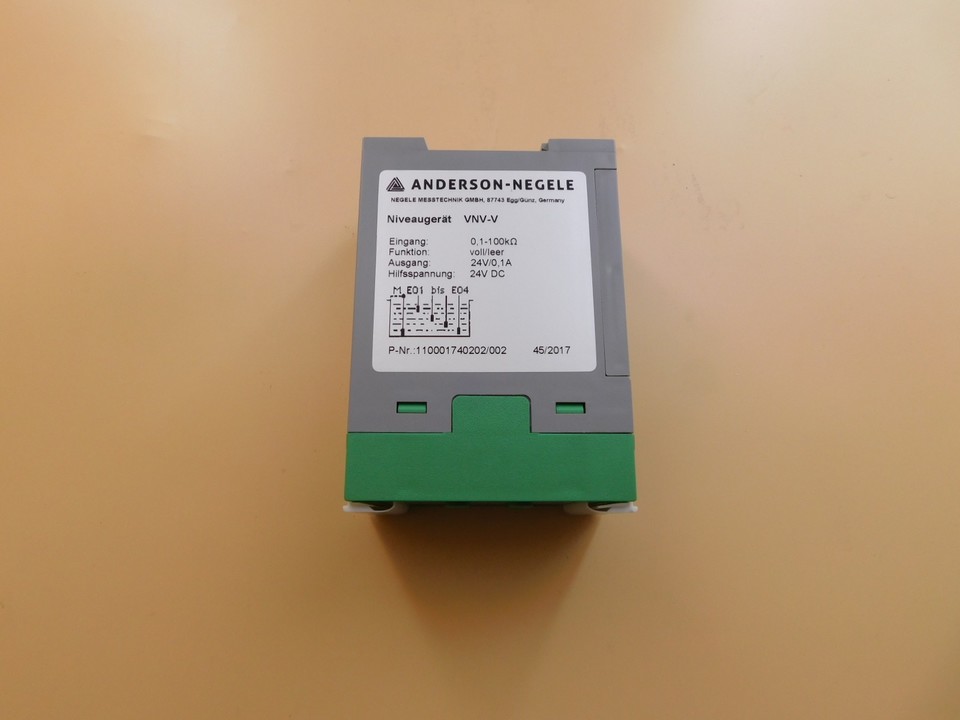 ANDERSON-NEGELE
NEGELE MESSTECHNIK GMBH, 87743 Egg/Günz, Germany
Niveaugerät VNV-V
Eingang: 0,1-100kΩ
Funktion: voll/leer
Ausgang: 24V/0,1A
Hilfsspannung: 24V DC
M E01 bfs E04
P-Nr.:110001740202/002 45/2017